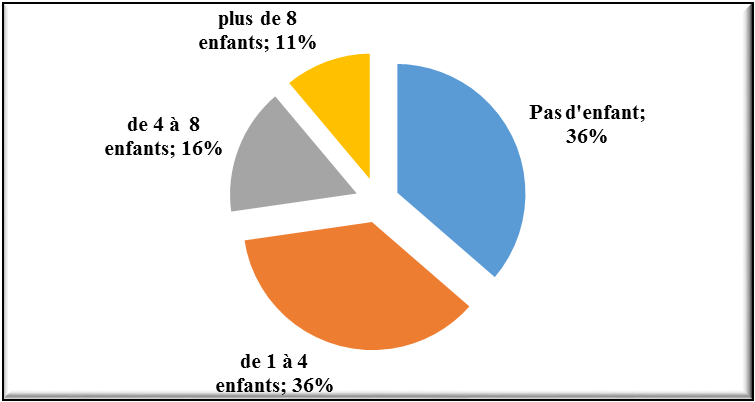 plus de 8
enfants; 11%
Pas d'enfant;
36%
de 4 à 8
enfants; 16%
de 1 à 4
enfants; 36%